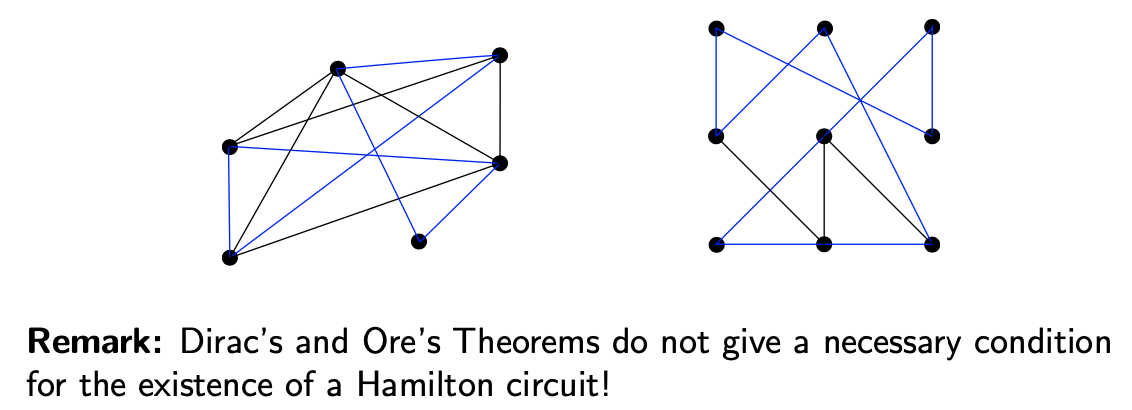 Remark: Dirac's and Ore's Theorems do not give a necessary condition
for the existence of a Hamilton circuit!